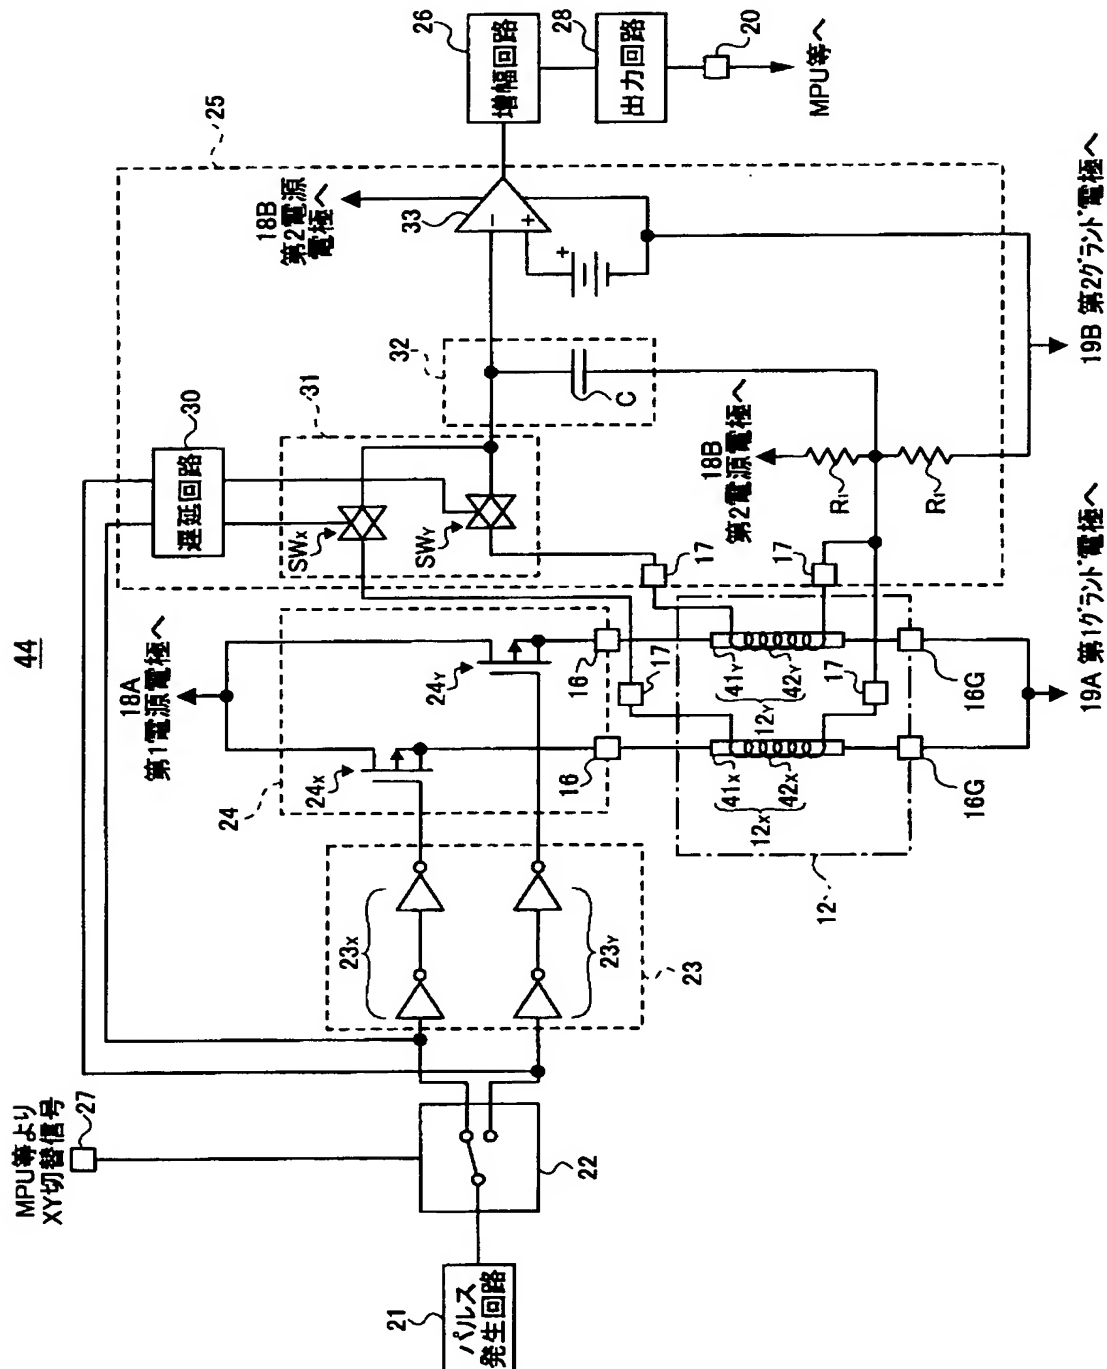 44
MPU等より
XY切替信号
27
21
パルス
発生回路
22
23
23X
23Y
18A
第1電源電極へ
24
24X
24Y
16
16
17
17
17
17
12
12X
12Y
41X
42X
41Y
42Y
16G
16G
19A 第1グランド電極へ
25
30
遅延回路
31
SWX
SWY
32
C
18B
第2電源電極へ
R1
R1
18B
第2電源
電極へ
33
-
+
+
19B 第2グランド電極へ
26
増幅回路
28
出力回路
20
MPU等へ